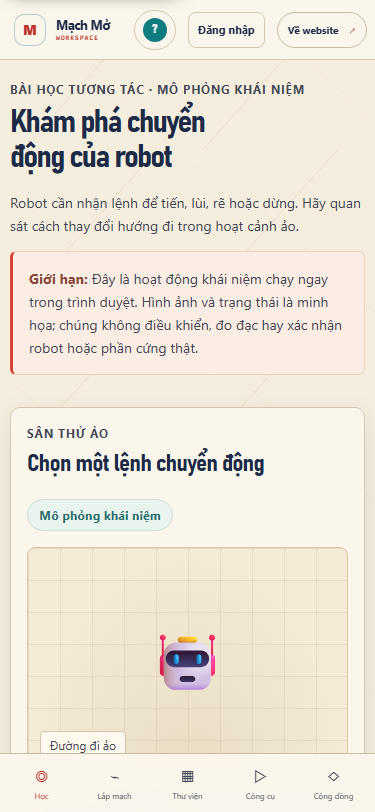 M
Mạch Mở
WORKSPACE
?
Đăng nhập
Về website ↗
BÀI HỌC TƯƠNG TÁC · MÔ PHỎNG KHÁI NIỆM
Khám phá chuyển
động của robot
Robot cần nhận lệnh để tiến, lùi, rẽ hoặc dừng. Hãy quan
sát cách thay đổi hướng đi trong hoạt cảnh ảo.
Giới hạn: Đây là hoạt động khái niệm chạy ngay
trong trình duyệt. Hình ảnh và trạng thái là minh
họa; chúng không điều khiển, đo đạc hay xác nhận
robot hoặc phần cứng thật.
SÂN THỬ ẢO
Chọn một lệnh chuyển động
Mô phỏng khái niệm
Đường đi ảo
Học
Lắp mạch
Thư viện
Công cụ
Cộng đồng